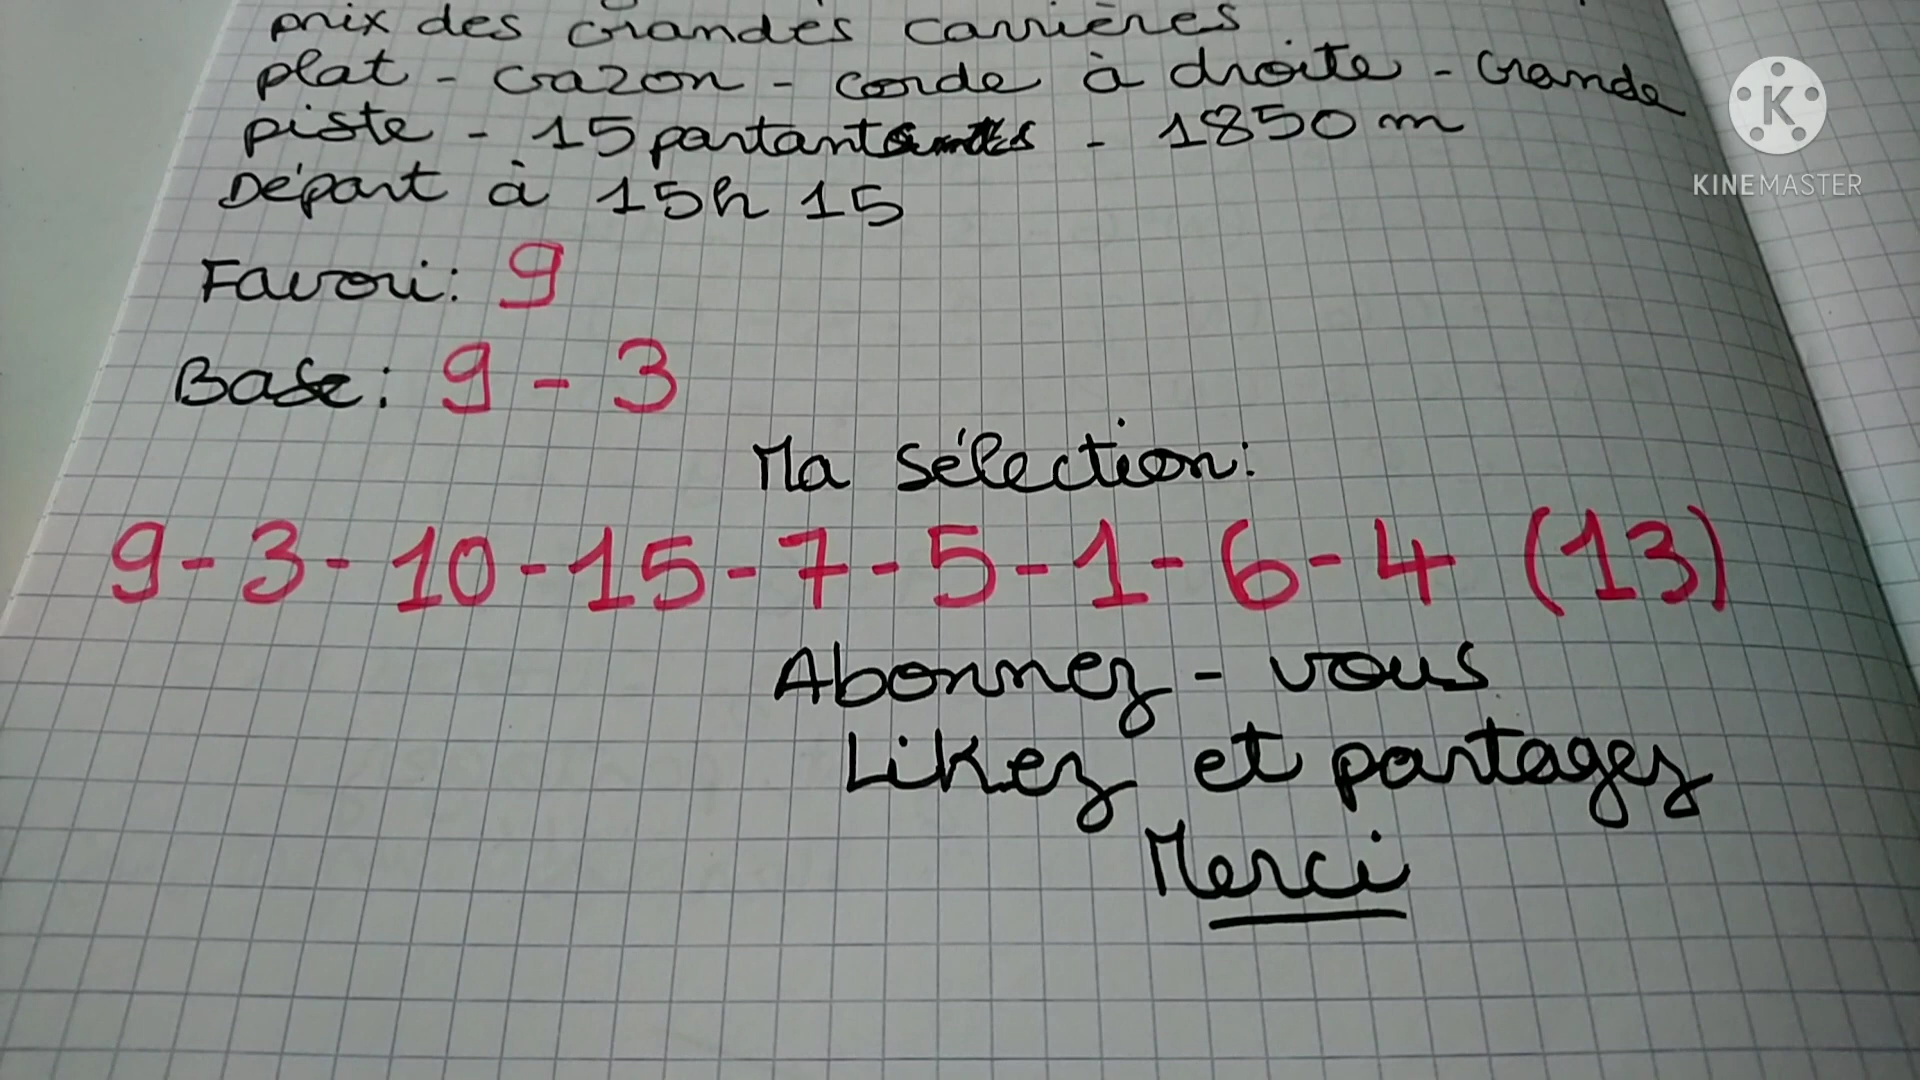 prix des Grandes carrières
plat - Gazon - corde à droite - Grande
piste - 15 partants - 1850 m
Départ à 15h 15
Favori: 9
Base: 9 - 3
Ma sélection:
9 - 3 - 10 - 15 - 7 - 5 - 1 - 6 - 4 (13)
Abonnez - vous
Likez et partagez
Merci
K
KINEMASTER